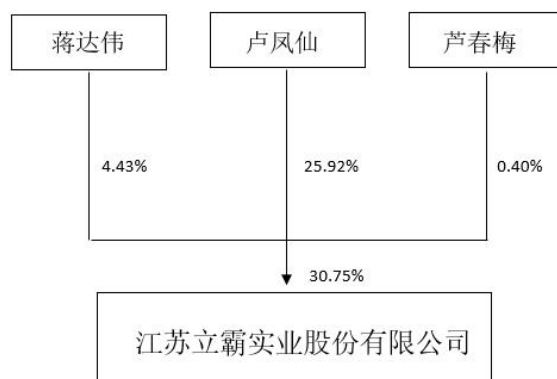 蒋达伟
卢凤仙
芦春梅
4.43%
25.92%
0.40%
30.75%
江苏立霸实业股份有限公司